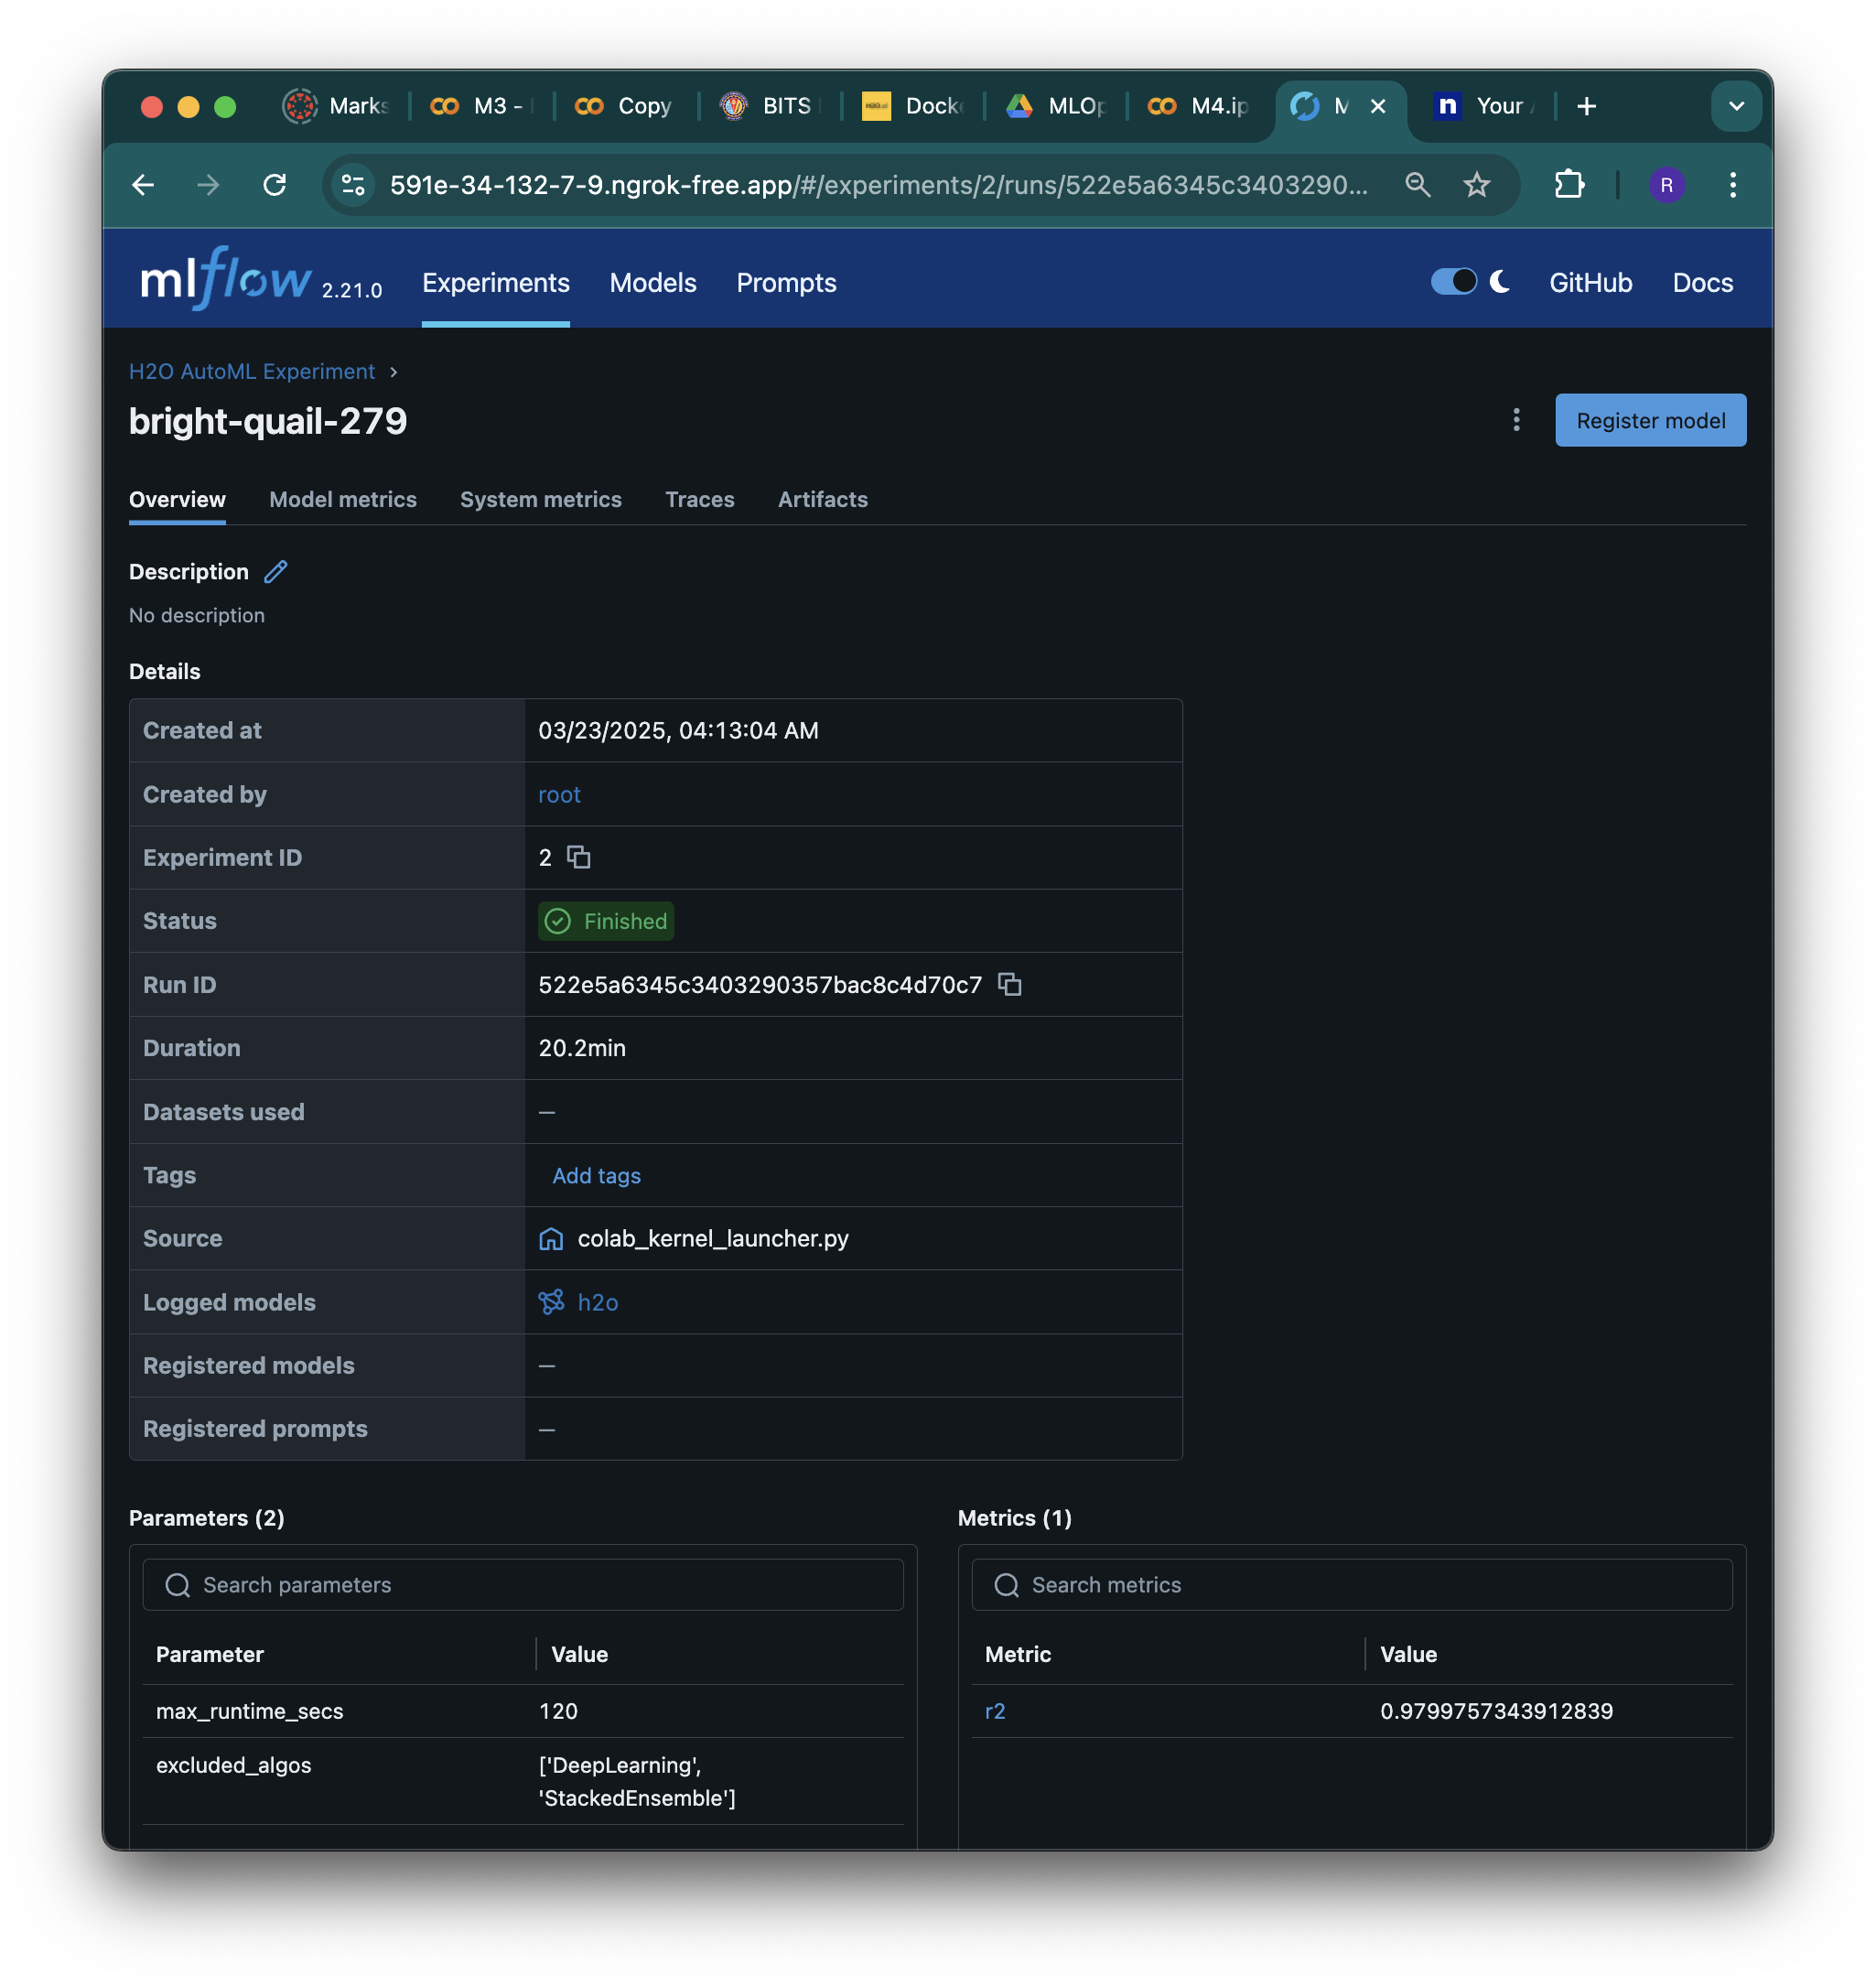 Marks M3 - Copy BITS Dock MLOp M4.ip M Your
591e-34-132-7-9.ngrok-free.app/#/experiments/2/runs/522e5a6345c3403290... R
mlflow 2.21.0 Experiments Models Prompts GitHub Docs
H2O AutoML Experiment
bright-quail-279
Register model
Overview Model metrics System metrics Traces Artifacts
Description
No description
Details
Created at 03/23/2025, 04:13:04 AM
Created by root
Experiment ID 2
Status Finished
Run ID 522e5a6345c3403290357bac8c4d70c7
Duration 20.2min
Datasets used —
Tags Add tags
Source colab_kernel_launcher.py
Logged models h2o
Registered models —
Registered prompts —
Parameters (2) Metrics (1)
Search parameters Search metrics
Parameter Value Metric Value
max_runtime_secs 120 r2 0.9799757343912839
excluded_algos ['DeepLearning',
'StackedEnsemble']